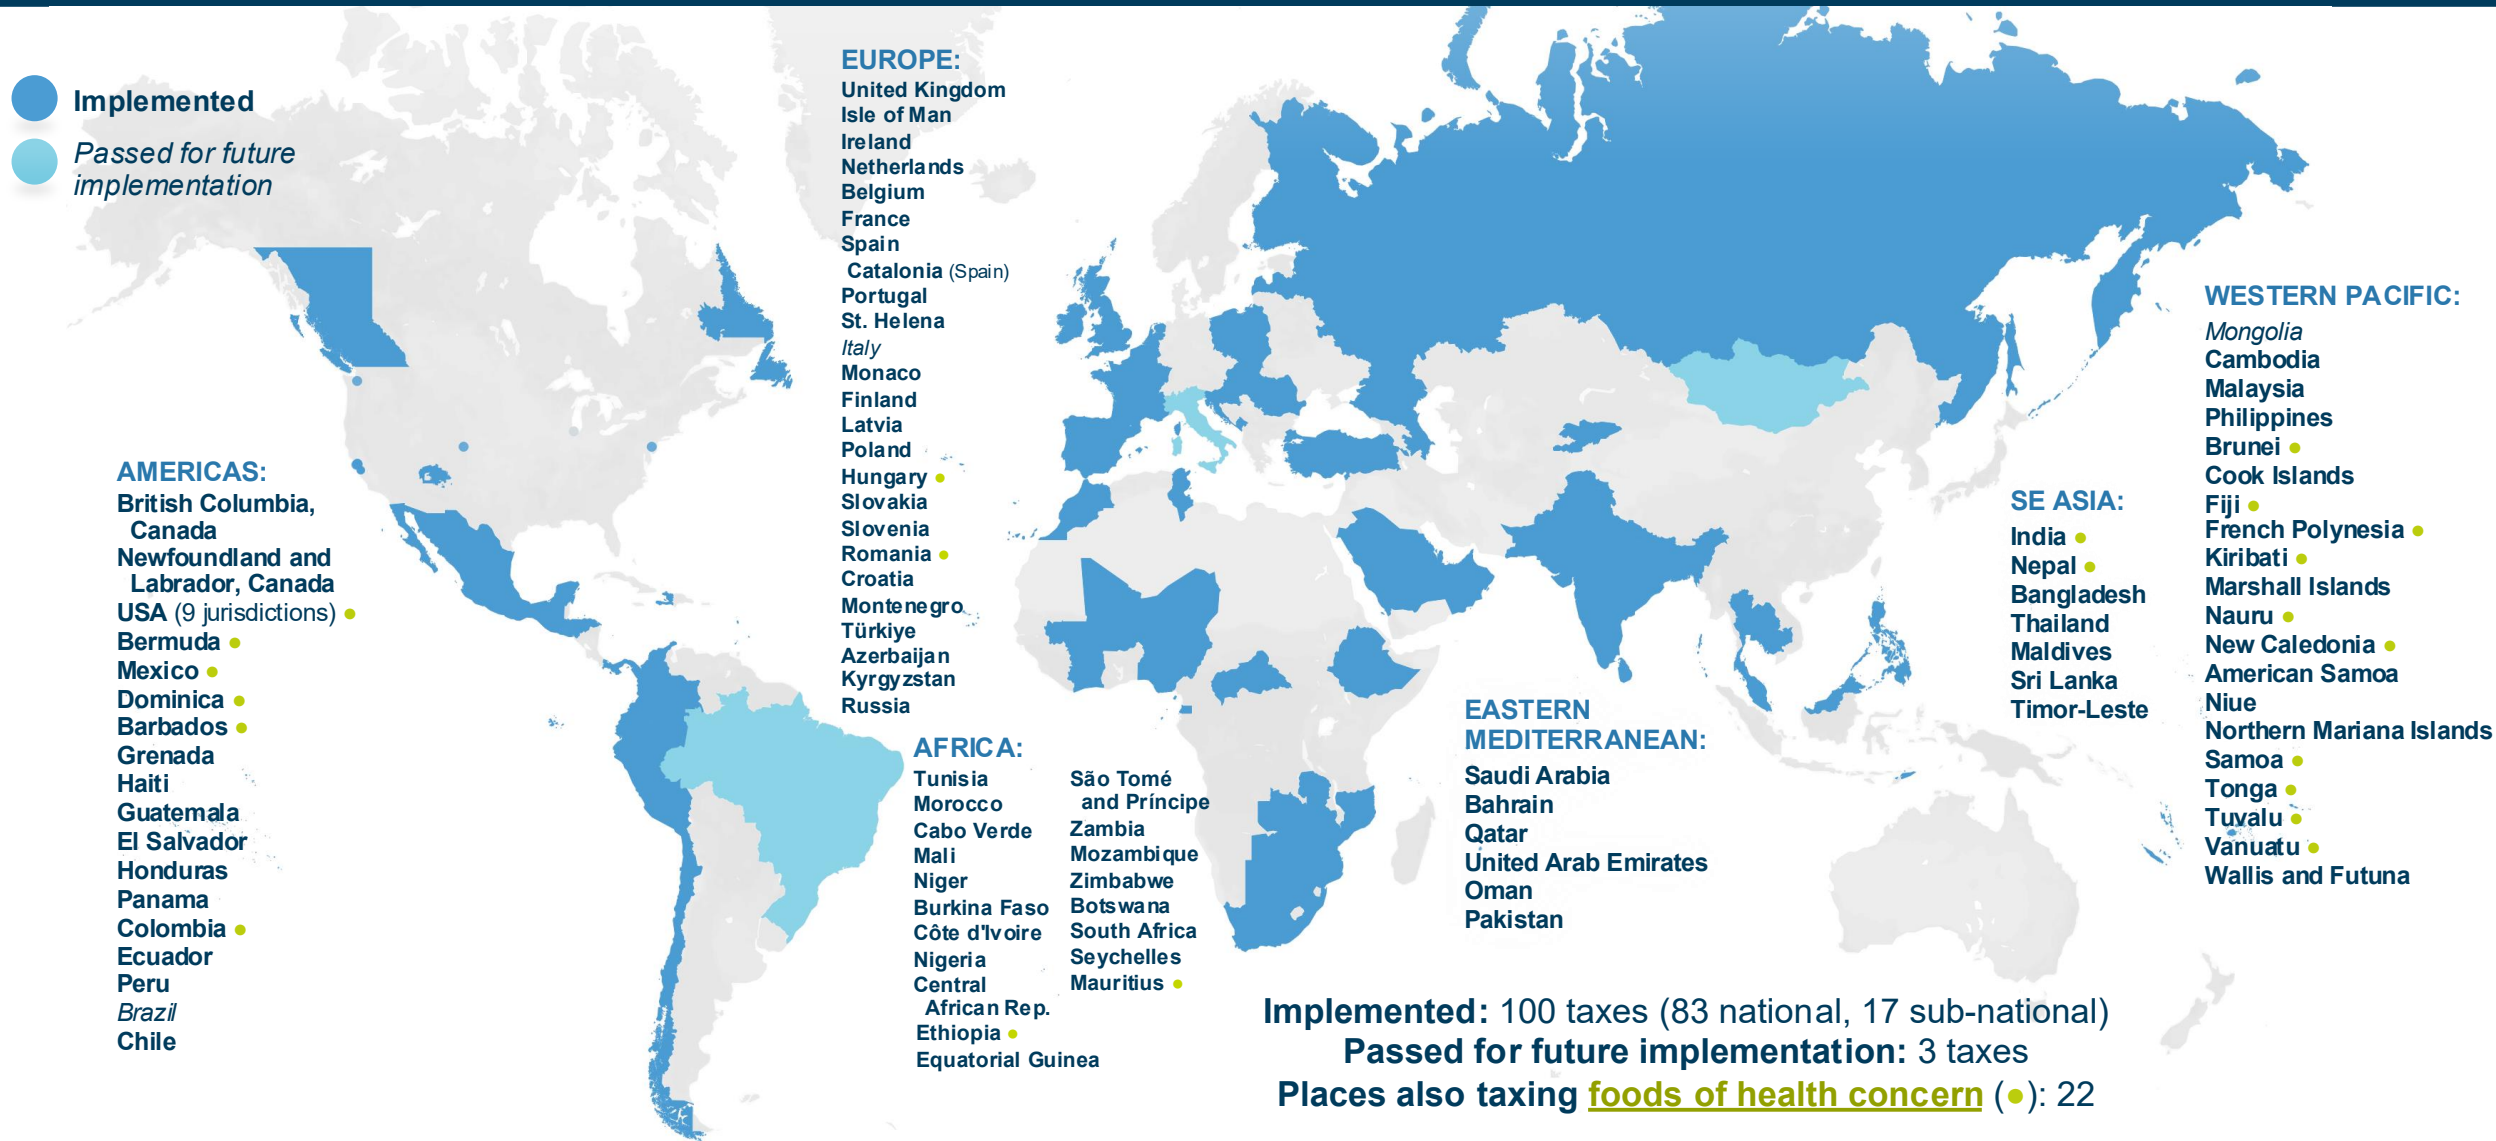 Implemented
Passed for future
implementation
AMERICAS:
British Columbia,
Canada
Newfoundland and
Labrador, Canada
USA (9 jurisdictions) ●
Bermuda ●
Mexico ●
Dominica ●
Barbados ●
Grenada
Haiti
Guatemala
El Salvador
Honduras
Panama
Colombia ●
Ecuador
Peru
Brazil
Chile
EUROPE:
United Kingdom
Isle of Man
Ireland
Netherlands
Belgium
France
Spain
Catalonia (Spain)
Portugal
St. Helena
Italy
Monaco
Finland
Latvia
Poland
Hungary ●
Slovakia
Slovenia
Romania ●
Croatia
Montenegro
Türkiye
Azerbaijan
Kyrgyzstan
Russia
AFRICA:
Tunisia
Morocco
Cabo Verde
Mali
Niger
Burkina Faso
Côte d'Ivoire
Nigeria
Central
African Rep.
Ethiopia ●
Equatorial Guinea
São Tomé
and Príncipe
Zambia
Mozambique
Zimbabwe
Botswana
South Africa
Seychelles
Mauritius ●
EASTERN
MEDITERRANEAN:
Saudi Arabia
Bahrain
Qatar
United Arab Emirates
Oman
Pakistan
SE ASIA:
India ●
Nepal ●
Bangladesh
Thailand
Maldives
Sri Lanka
Timor-Leste
WESTERN PACIFIC:
Mongolia
Cambodia
Malaysia
Philippines
Brunei ●
Cook Islands
Fiji ●
French Polynesia ●
Kiribati ●
Marshall Islands
Nauru ●
New Caledonia ●
American Samoa
Niue
Northern Mariana Islands
Samoa ●
Tonga ●
Tuvalu ●
Vanuatu ●
Wallis and Futuna
Implemented: 100 taxes (83 national, 17 sub-national)
Passed for future implementation: 3 taxes
Places also taxing foods of health concern (●): 22